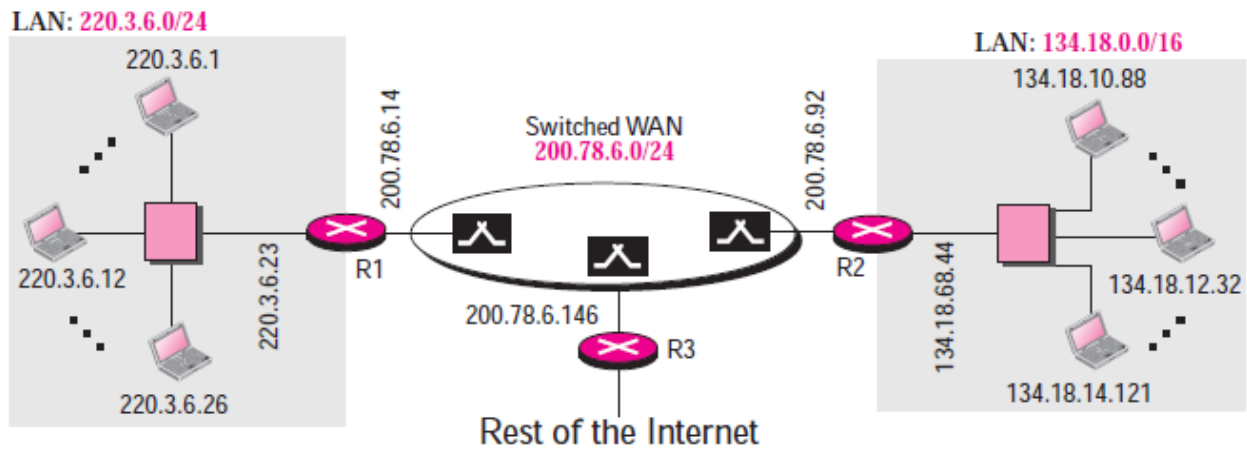 LAN: 220.3.6.0/24
220.3.6.1
220.3.6.12
220.3.6.26
220.3.6.23
R1
200.78.6.14
Switched WAN
200.78.6.0/24
200.78.6.146
R3
Rest of the Internet
200.78.6.92
R2
LAN: 134.18.0.0/16
134.18.10.88
134.18.12.32
134.18.14.121
134.18.68.44